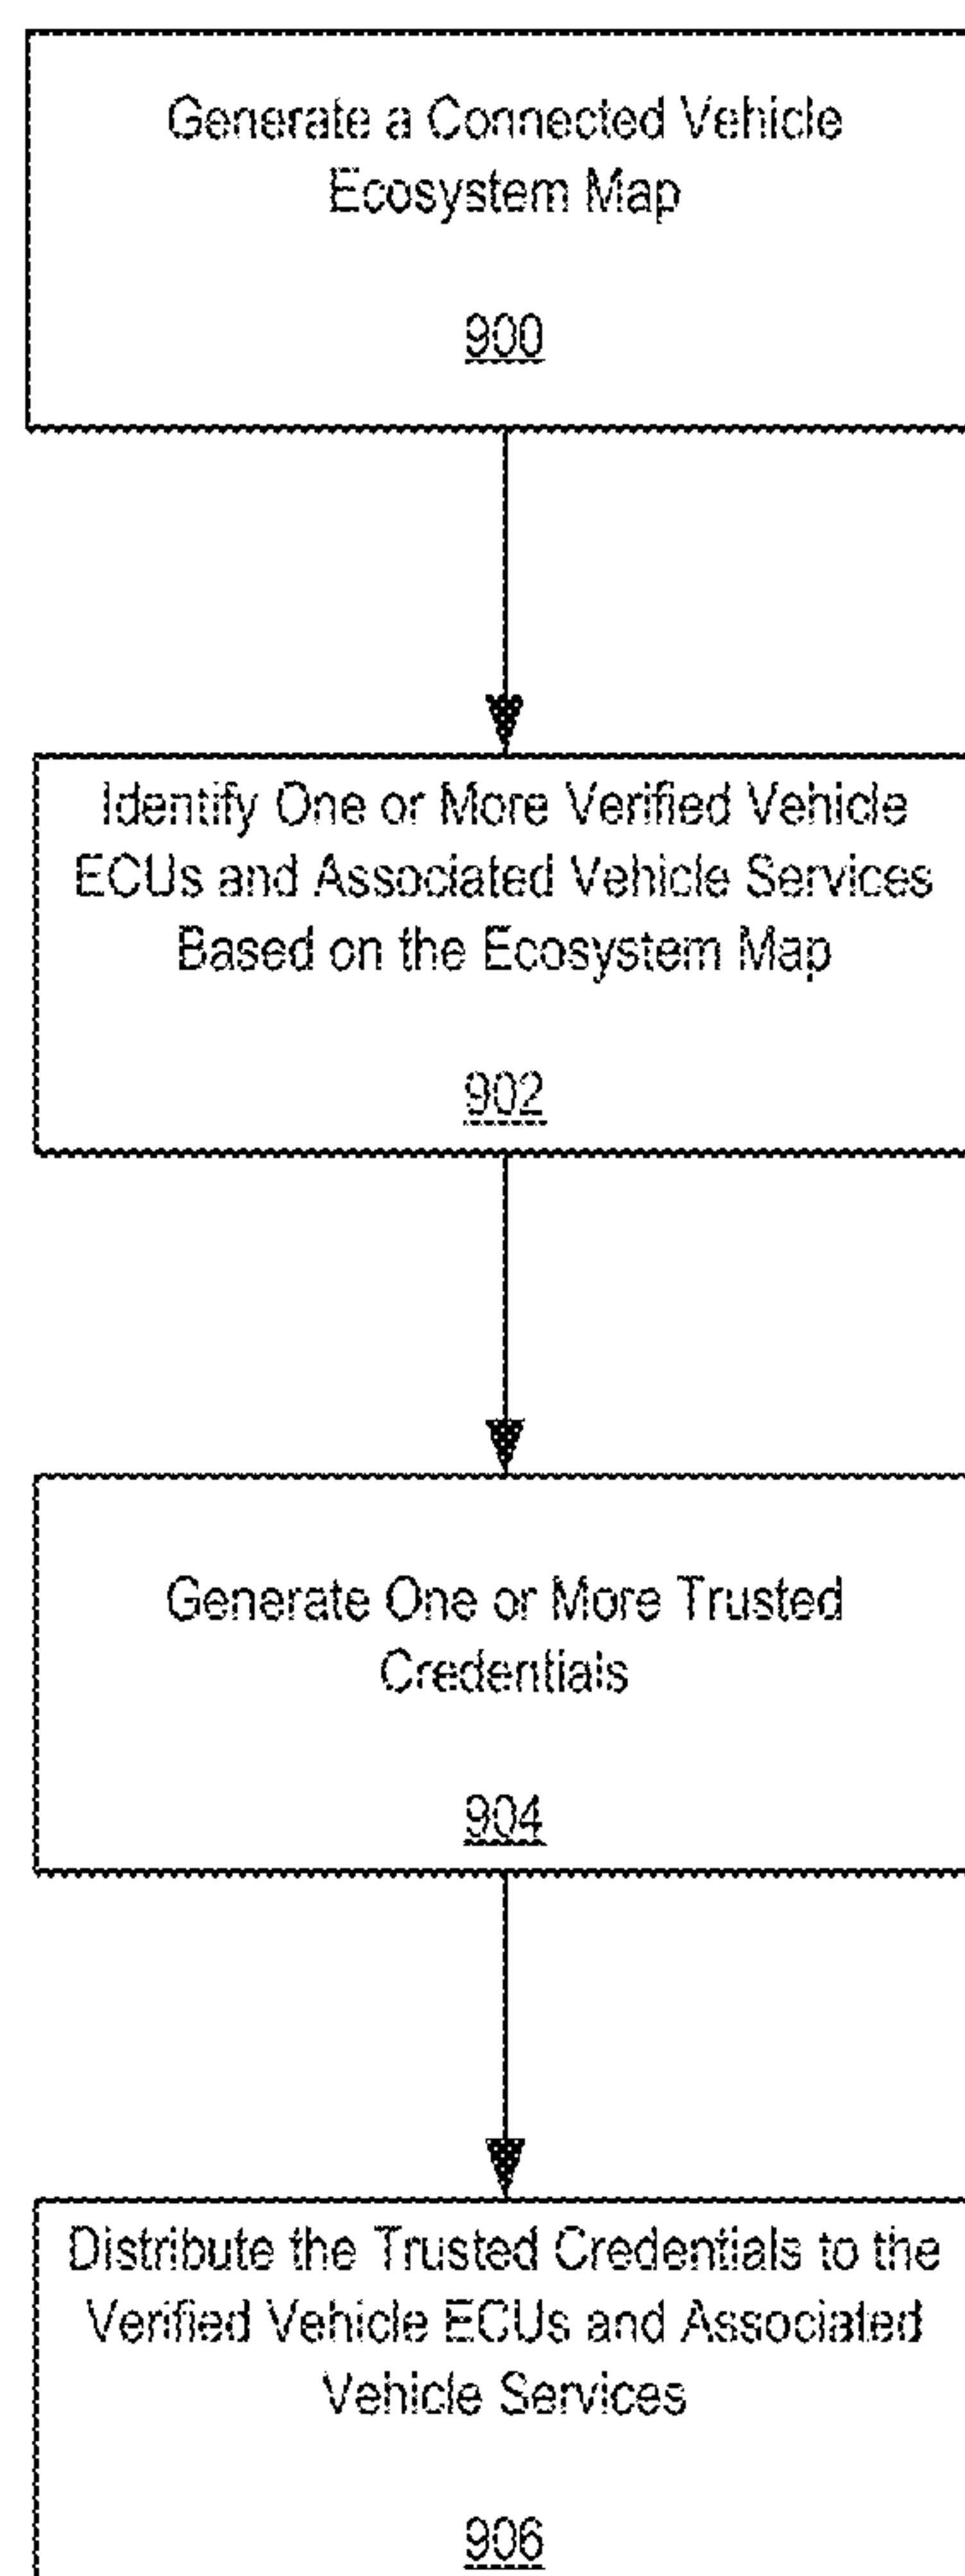 Generate a Connected Vehicle
Ecosystem Map
900
Identify One or More Verified Vehicle
ECUs and Associated Vehicle Services
Based on the Ecosystem Map
902
Generate One or More Trusted
Credentials
904
Distribute the Trusted Credentials to the
Verified Vehicle ECUs and Associated
Vehicle Services
906